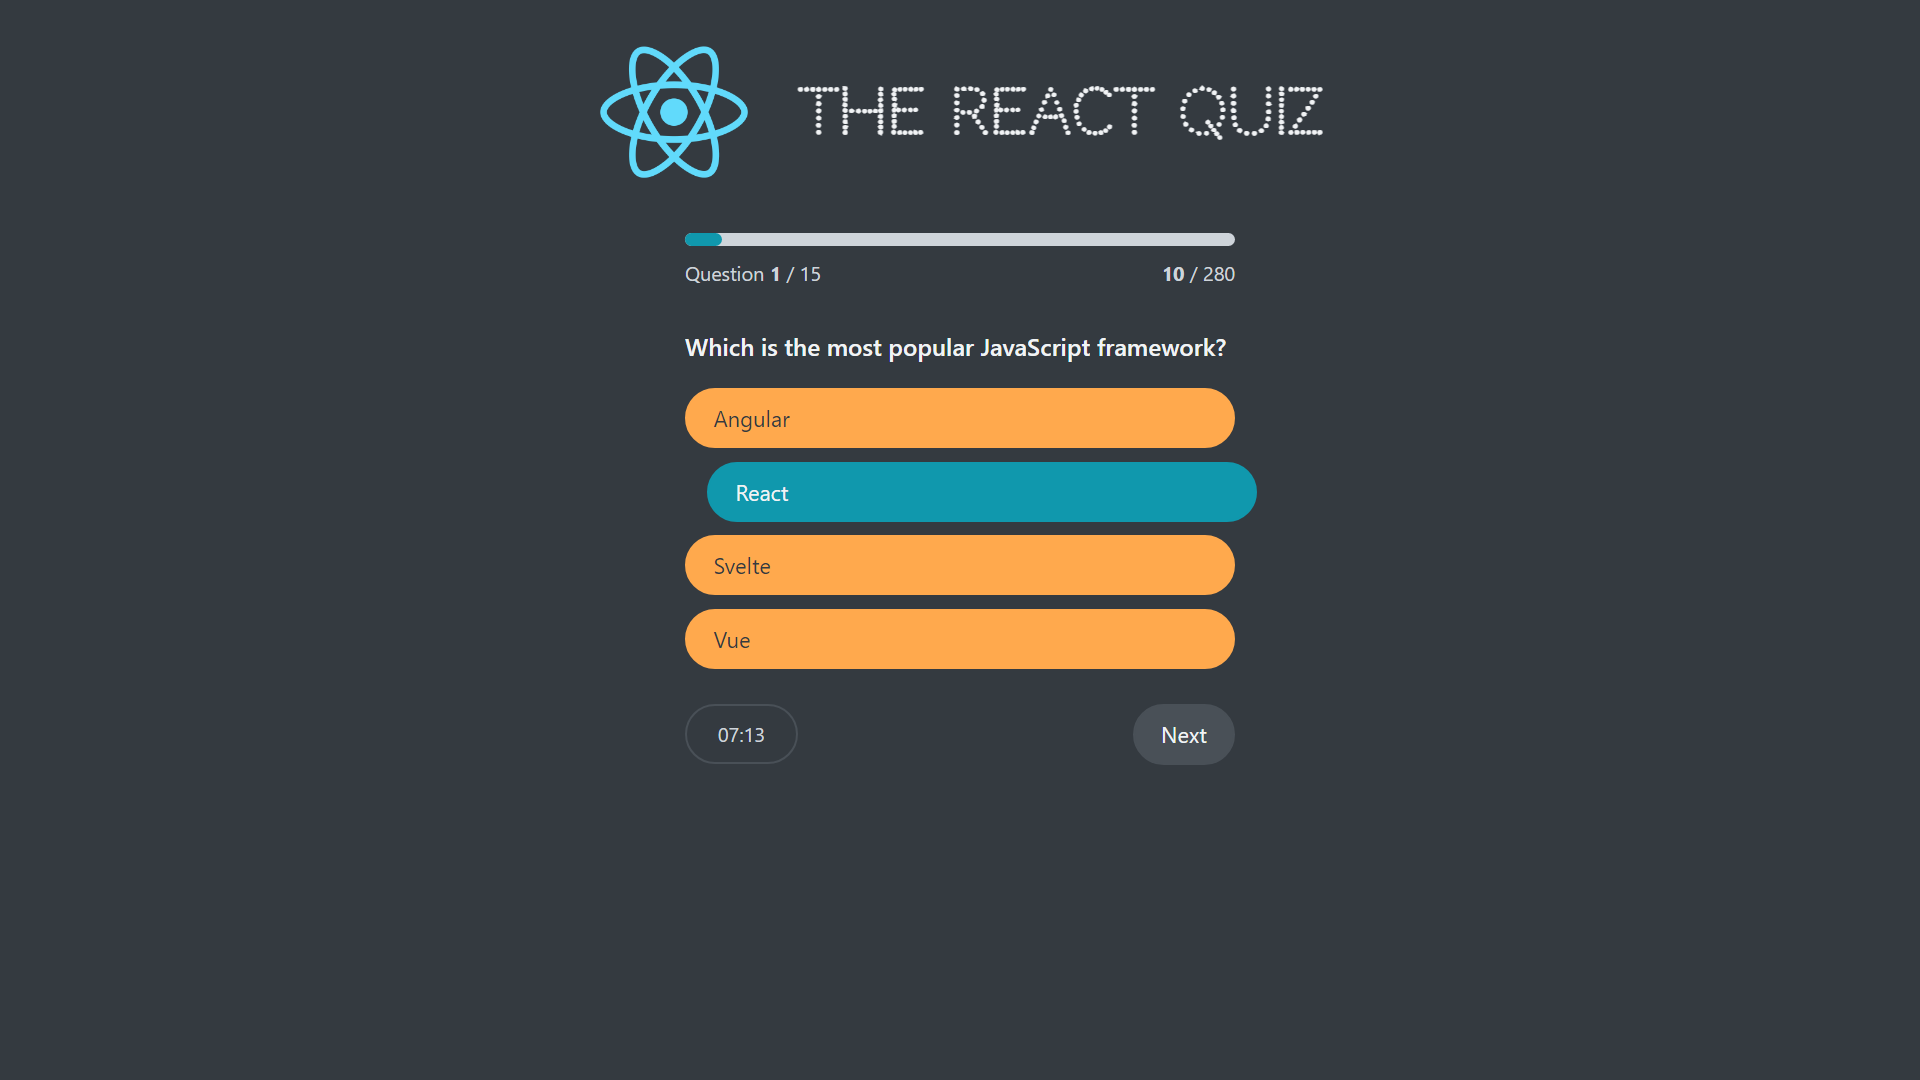 THE REACT QUIZ
Question 1 / 15
10 / 280
Which is the most popular JavaScript framework?
Angular
React
Svelte
Vue
07:13
Next